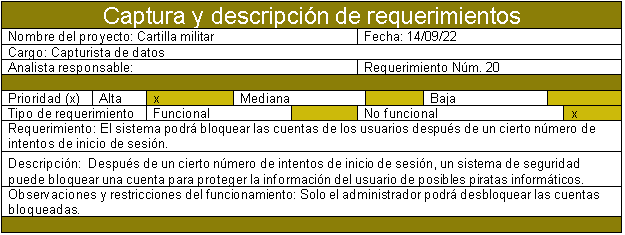 Captura y descripción de requerimientos
Nombre del proyecto: Cartilla militar Fecha: 14/09/22
Cargo: Capturista de datos
Analista responsable: Requerimiento Núm. 20
Prioridad (x) Alta x Mediana Baja
Tipo de requerimiento Funcional No funcional x
Requerimiento: El sistema podrá bloquear las cuentas de los usuarios después de un cierto número de
intentos de inicio de sesión.
Descripción: Después de un cierto número de intentos de inicio de sesión, un sistema de seguridad
puede bloquear una cuenta para proteger la información del usuario de posibles piratas informáticos.
Observaciones y restricciones del funcionamiento: Solo el administrador podrá desbloquear las cuentas
bloqueadas.